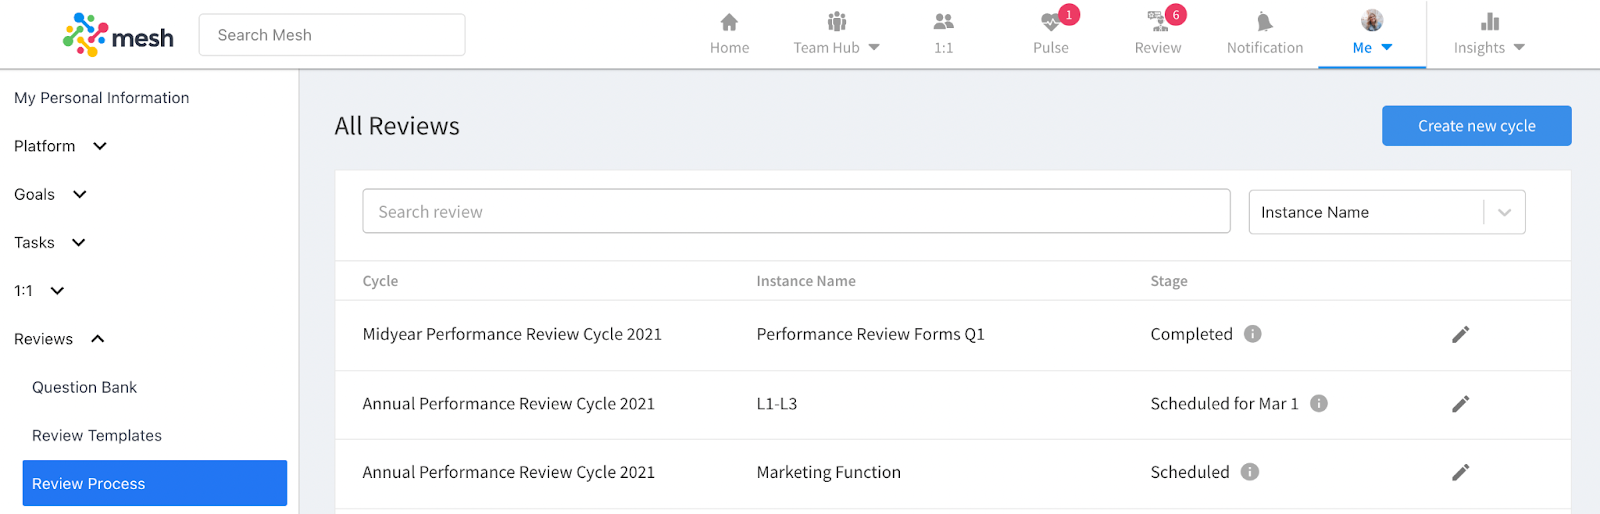 mesh
Search Mesh
Home
Team Hub
1:1
1
Pulse
6
Review
Notification
Me
Insights
My Personal Information
Platform
Goals
Tasks
1:1
Reviews
Question Bank
Review Templates
Review Process
All Reviews
Create new cycle
Search review
Instance Name
Cycle Instance Name Stage
Midyear Performance Review Cycle 2021 Performance Review Forms Q1 Completed
Annual Performance Review Cycle 2021 L1-L3 Scheduled for Mar 1
Annual Performance Review Cycle 2021 Marketing Function Scheduled